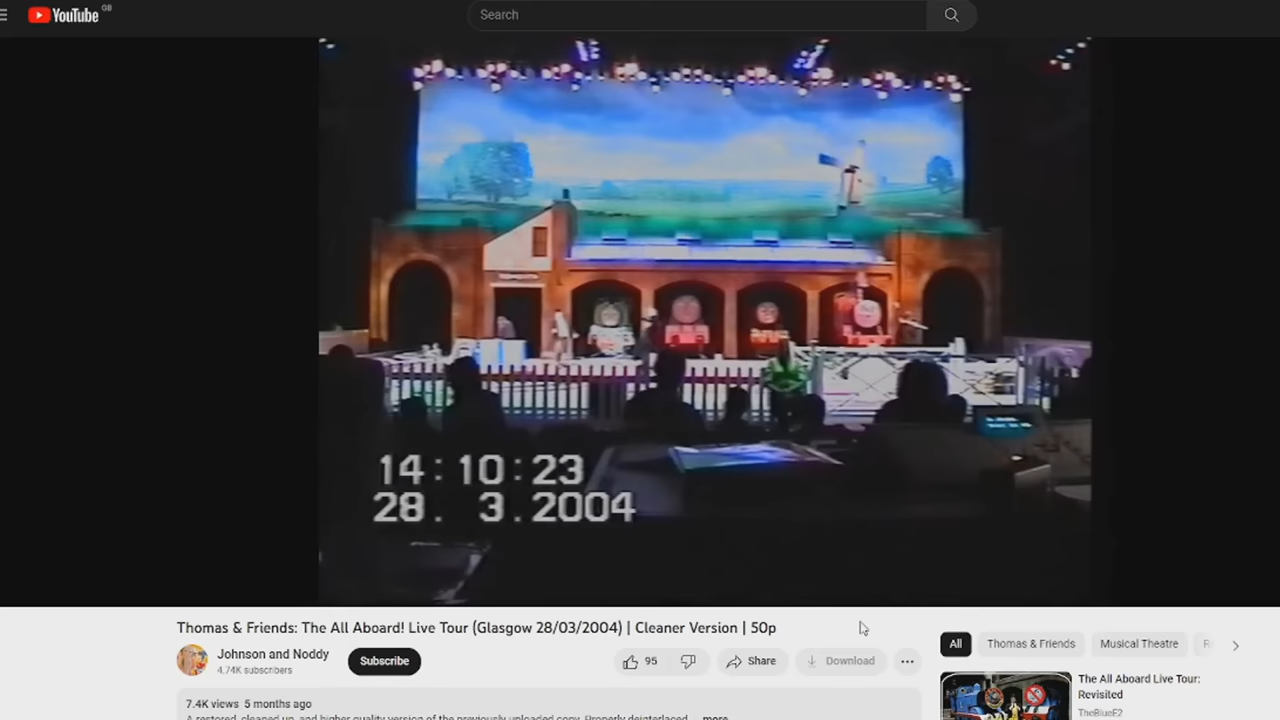 YouTube GB
Search
14:10:23
28. 3.2004
Thomas & Friends: The All Aboard! Live Tour (Glasgow 28/03/2004) | Cleaner Version | 50p
Johnson and Noddy
4.74K subscribers
Subscribe
95
Share
Download
All
Thomas & Friends
Musical Theatre
7.4K views 5 months ago
A restored, cleaned up, and higher quality version of the previously uploaded copy. Properly deinterlaced ...more
The All Aboard Live Tour:
Revisited
TheBlueE2